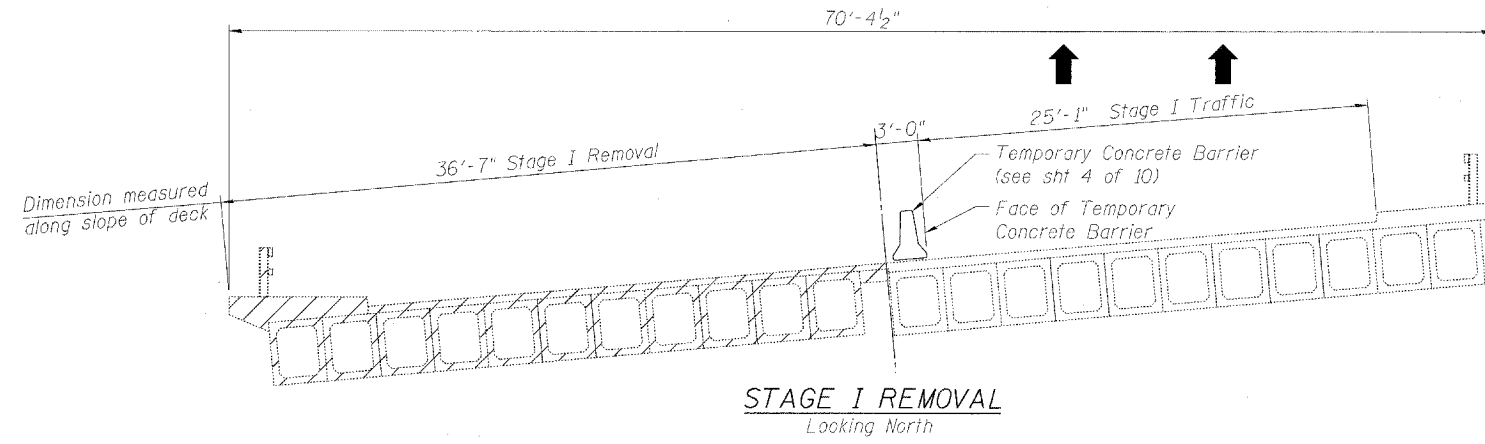 70'-4½"
25'-1" Stage I Traffic
3'-0"
36'-7" Stage I Removal
Temporary Concrete Barrier
(see sht 4 of 10)
Dimension measured
along slope of deck
Face of Temporary
Concrete Barrier
STAGE I REMOVAL
Looking North